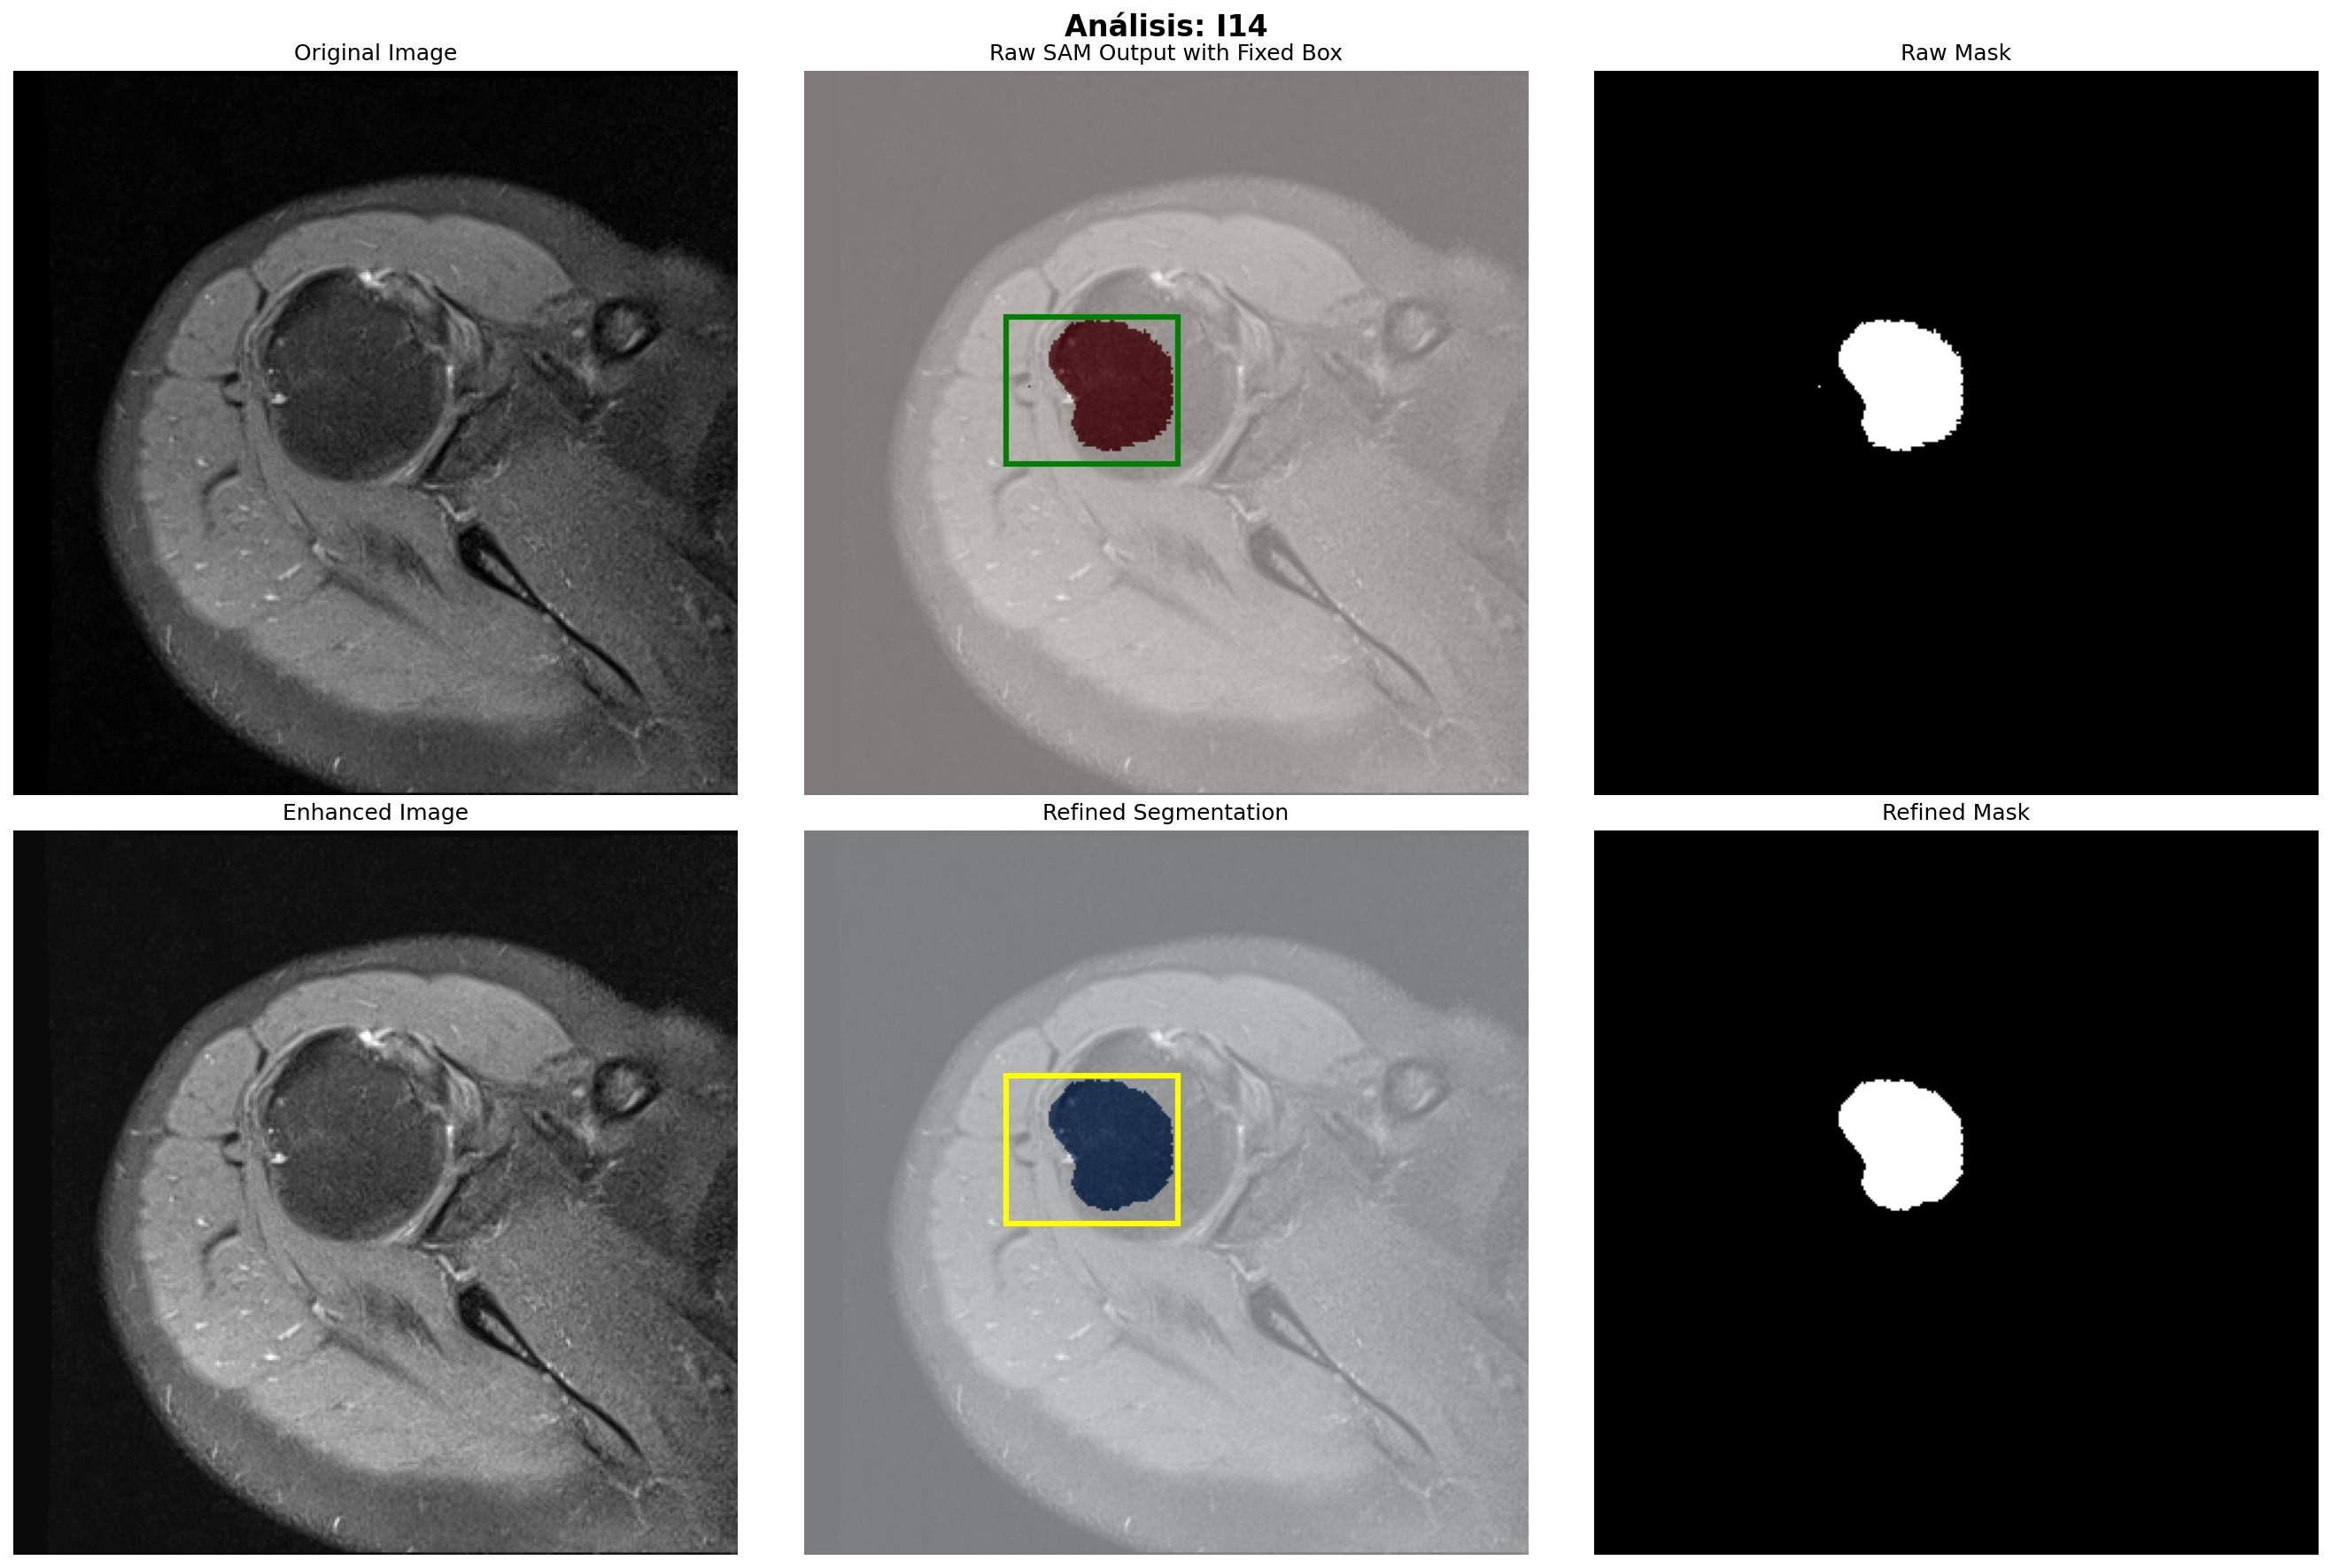 Análisis: I14
Original Image
Raw SAM Output with Fixed Box
Raw Mask
Enhanced Image
Refined Segmentation
Refined Mask